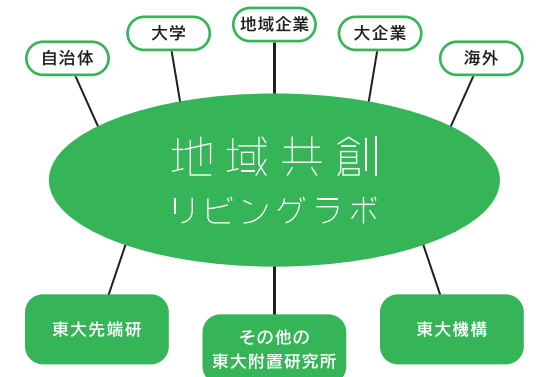 地域企業
大学
大企業
自治体
海外
地域共創
リビングラボ
東大先端研
その他の
東大附置研究所
東大機構